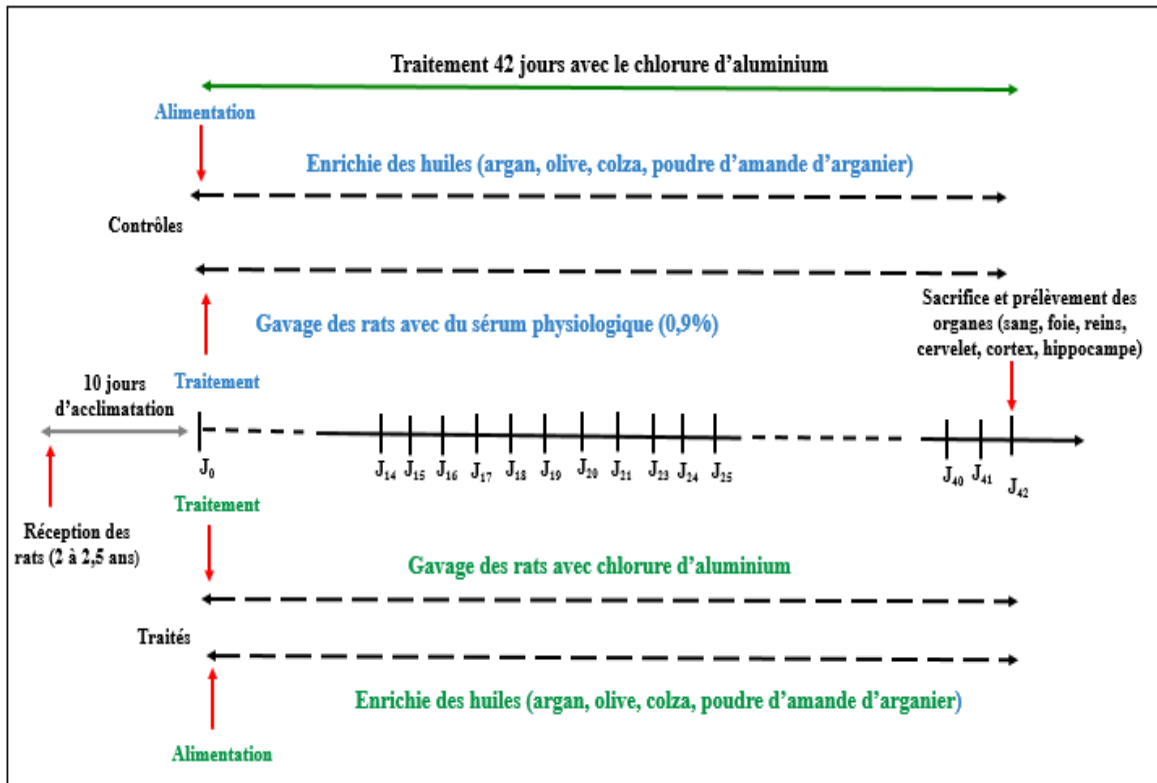 Traitement 42 jours avec le chlorure d'aluminium
Alimentation
Enrichie des huiles (argan, olive, colza, poudre d'amande d'arganier)
Contrôles
Gavage des rats avec du sérum physiologique (0,9%)
Sacrifice et prélèvement des
organes (sang, foie, reins,
cervelet, cortex, hippocampe)
10 jours
d'acclimatation
Traitement
J0
J14 J15 J16 J17 J18 J19 J20 J21 J23 J24 J25
J40 J41 J42
Traitement
Réception des
rats (2 à 2,5 ans)
Gavage des rats avec chlorure d'aluminium
Traités
Enrichie des huiles (argan, olive, colza, poudre d'amande d'arganier)
Alimentation